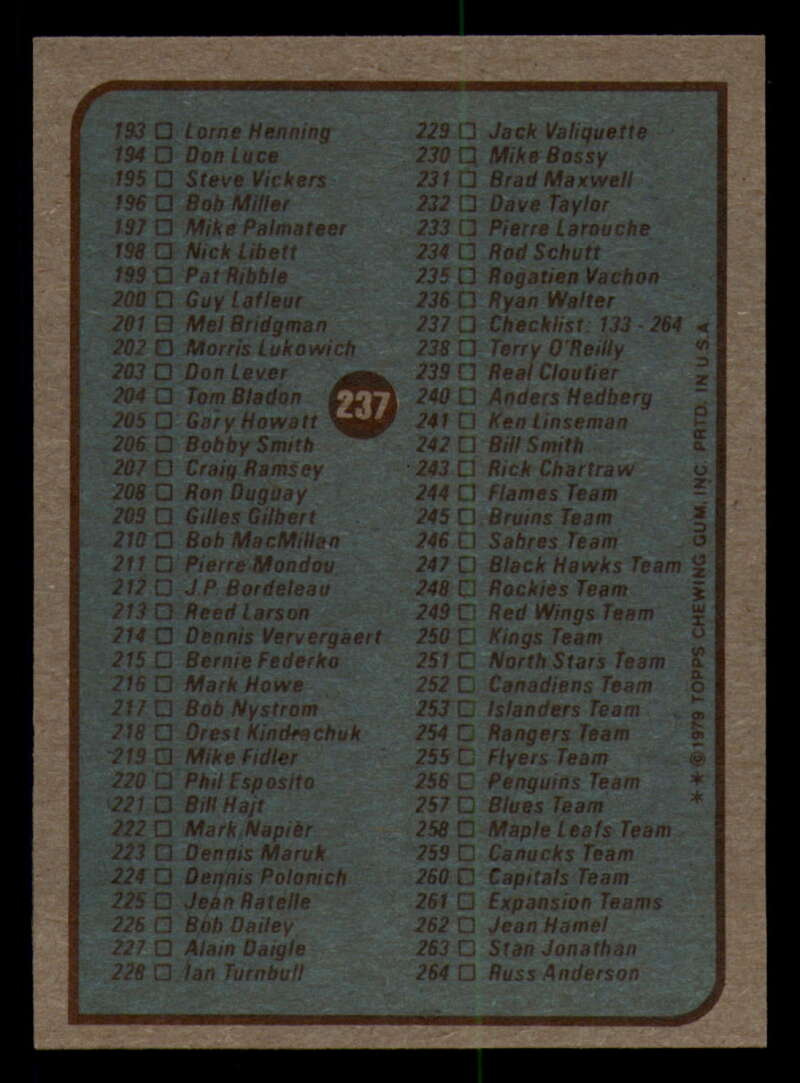 193 Lorne Henning
194 Don Luce
195 Steve Vickers
196 Bob Miller
197 Mike Palmateer
198 Nick Libett
199 Pat Ribble
200 Guy Lafleur
201 Mel Bridgman
202 Morris Lukowich
203 Don Lever
204 Tom Bladon
205 Gary Howatt
206 Bobby Smith
207 Craig Ramsey
208 Ron Duguay
209 Gilles Gilbert
210 Bob MacMillan
211 Pierre Mondou
212 J.P. Bordeleau
213 Reed Larson
214 Dennis Ververgaert
215 Bernie Federko
216 Mark Howe
217 Bob Nystrom
218 Orest Kindrachuk
219 Mike Fidler
220 Phil Esposito
221 Bill Hajt
222 Mark Napier
223 Dennis Maruk
224 Dennis Polonich
225 Jean Ratelle
226 Bob Dailey
227 Alain Daigle
228 Ian Turnbull
237
229 Jack Valiquette
230 Mike Bossy
231 Brad Maxwell
232 Dave Taylor
233 Pierre Larouche
234 Rod Schutt
235 Rogatien Vachon
236 Ryan Walter
237 Checklist: 133 - 264
238 Terry O'Reilly
239 Real Cloutier
240 Anders Hedberg
241 Ken Linseman
242 Bill Smith
243 Rick Chartraw
244 Flames Team
245 Bruins Team
246 Sabres Team
247 Black Hawks Team
248 Rockies Team
249 Red Wings Team
250 Kings Team
251 North Stars Team
252 Canadiens Team
253 Islanders Team
254 Rangers Team
255 Flyers Team
256 Penguins Team
257 Blues Team
258 Maple Leafs Team
259 Canucks Team
260 Capitals Team
261 Expansion Teams
262 Jean Hamel
263 Stan Jonathan
264 Russ Anderson
**©1979 TOPPS CHEWING GUM, INC. PRTD. IN U.S.A.